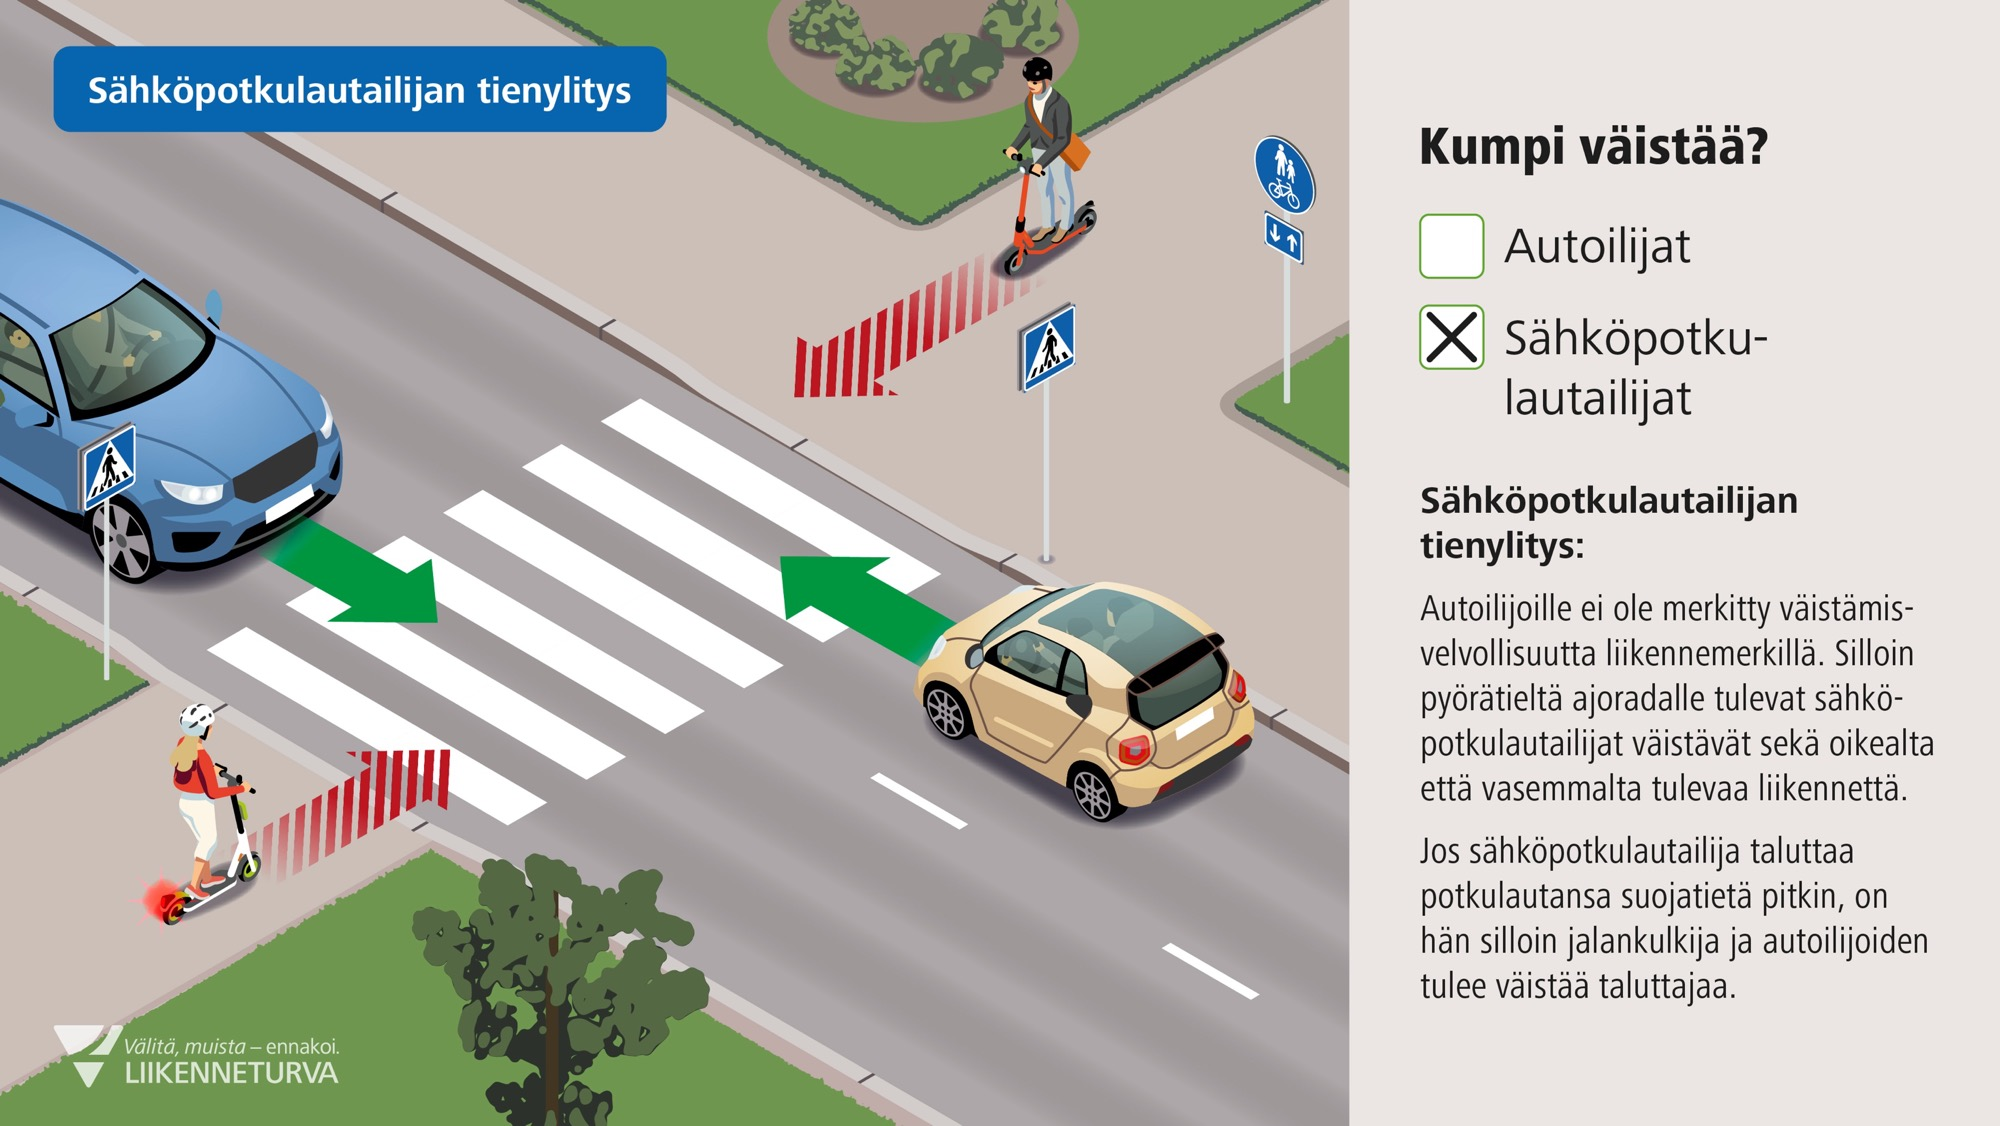 Sähköpotkulautailijan tienylitys
Kumpi väistää?
Autoilijat
Sähköpotku-
lautailijat
Sähköpotkulautailijan
tienylitys:
Autoilijoille ei ole merkitty väistämis-
velvollisuutta liikennemerkillä. Silloin
pyörätieltä ajoradalle tulevat sähkö-
potkulautailijat väistävät sekä oikealta
että vasemmalta tulevaa liikennettä.
Jos sähköpotkulautailija taluttaa
potkulautansa suojatietä pitkin, on
hän silloin jalankulkija ja autoilijoiden
tulee väistää taluttajaa.
Välitä, muista – ennakoi.
LIIKENNETURVA